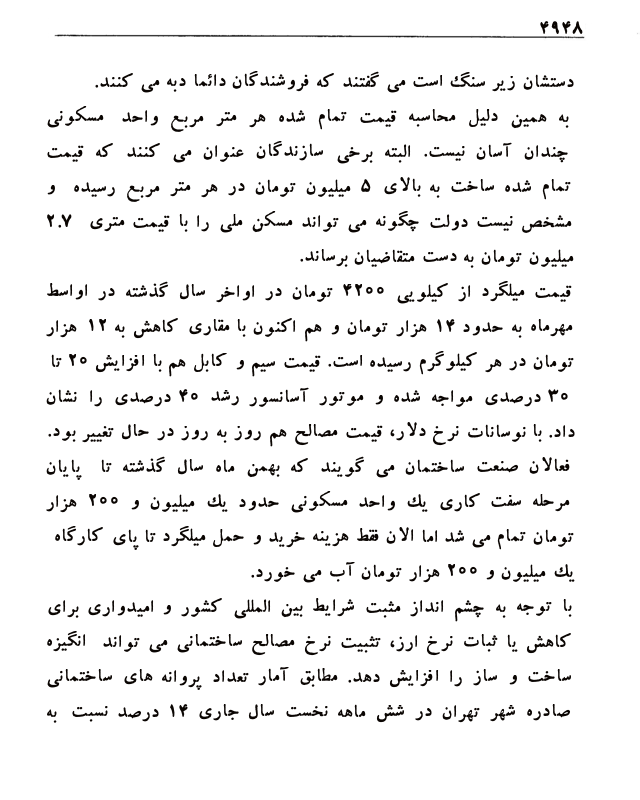 ۴۹۴۸
دستشان زیر سنگ است می گفتند که فروشندگان دائما دبه می کنند.
به همین دلیل محاسبه قیمت تمام شده هر متر مربع واحد مسکونی
چندان آسان نیست. البته برخی سازندگان عنوان می کنند که قیمت
تمام شده ساخت به بالای ۵ میلیون تومان در هر متر مربع رسیده و
مشخص نیست دولت چگونه می تواند مسکن ملی را با قیمت متری ۲.۷
میلیون تومان به دست متقاضیان برساند.
قیمت میلگرد از کیلویی ۴۲۰۰ تومان در اواخر سال گذشته در اواسط
مهرماه به حدود ۱۴ هزار تومان و هم اکنون با مقاری کاهش به ۱۲ هزار
تومان در هر کیلوگرم رسیده است. قیمت سیم و کابل هم با افزایش ۲۰ تا
۳۰ درصدی مواجه شده و موتور آسانسور رشد ۴۰ درصدی را نشان
داد. با نوسانات نرخ دلار، قیمت مصالح هم روز به روز در حال تغییر بود.
فعالان صنعت ساختمان می گویند که بهمن ماه سال گذشته تا پایان
مرحله سفت کاری یك واحد مسکونی حدود یك میلیون و ۲۰۰ هزار
تومان تمام می شد اما الان فقط هزینه خرید و حمل میلگرد تا پای کارگاه
یك میلیون و ۲۰۰ هزار تومان آب می خورد.
با توجه به چشم انداز مثبت شرایط بین المللی کشور و امیدواری برای
کاهش یا ثبات نرخ ارز، تثبیت نرخ مصالح ساختمانی می تواند انگیزه
ساخت و ساز را افزایش دهد. مطابق آمار تعداد پروانه های ساختمانی
صادره شهر تهران در شش ماهه نخست سال جاری ۱۴ درصد نسبت به